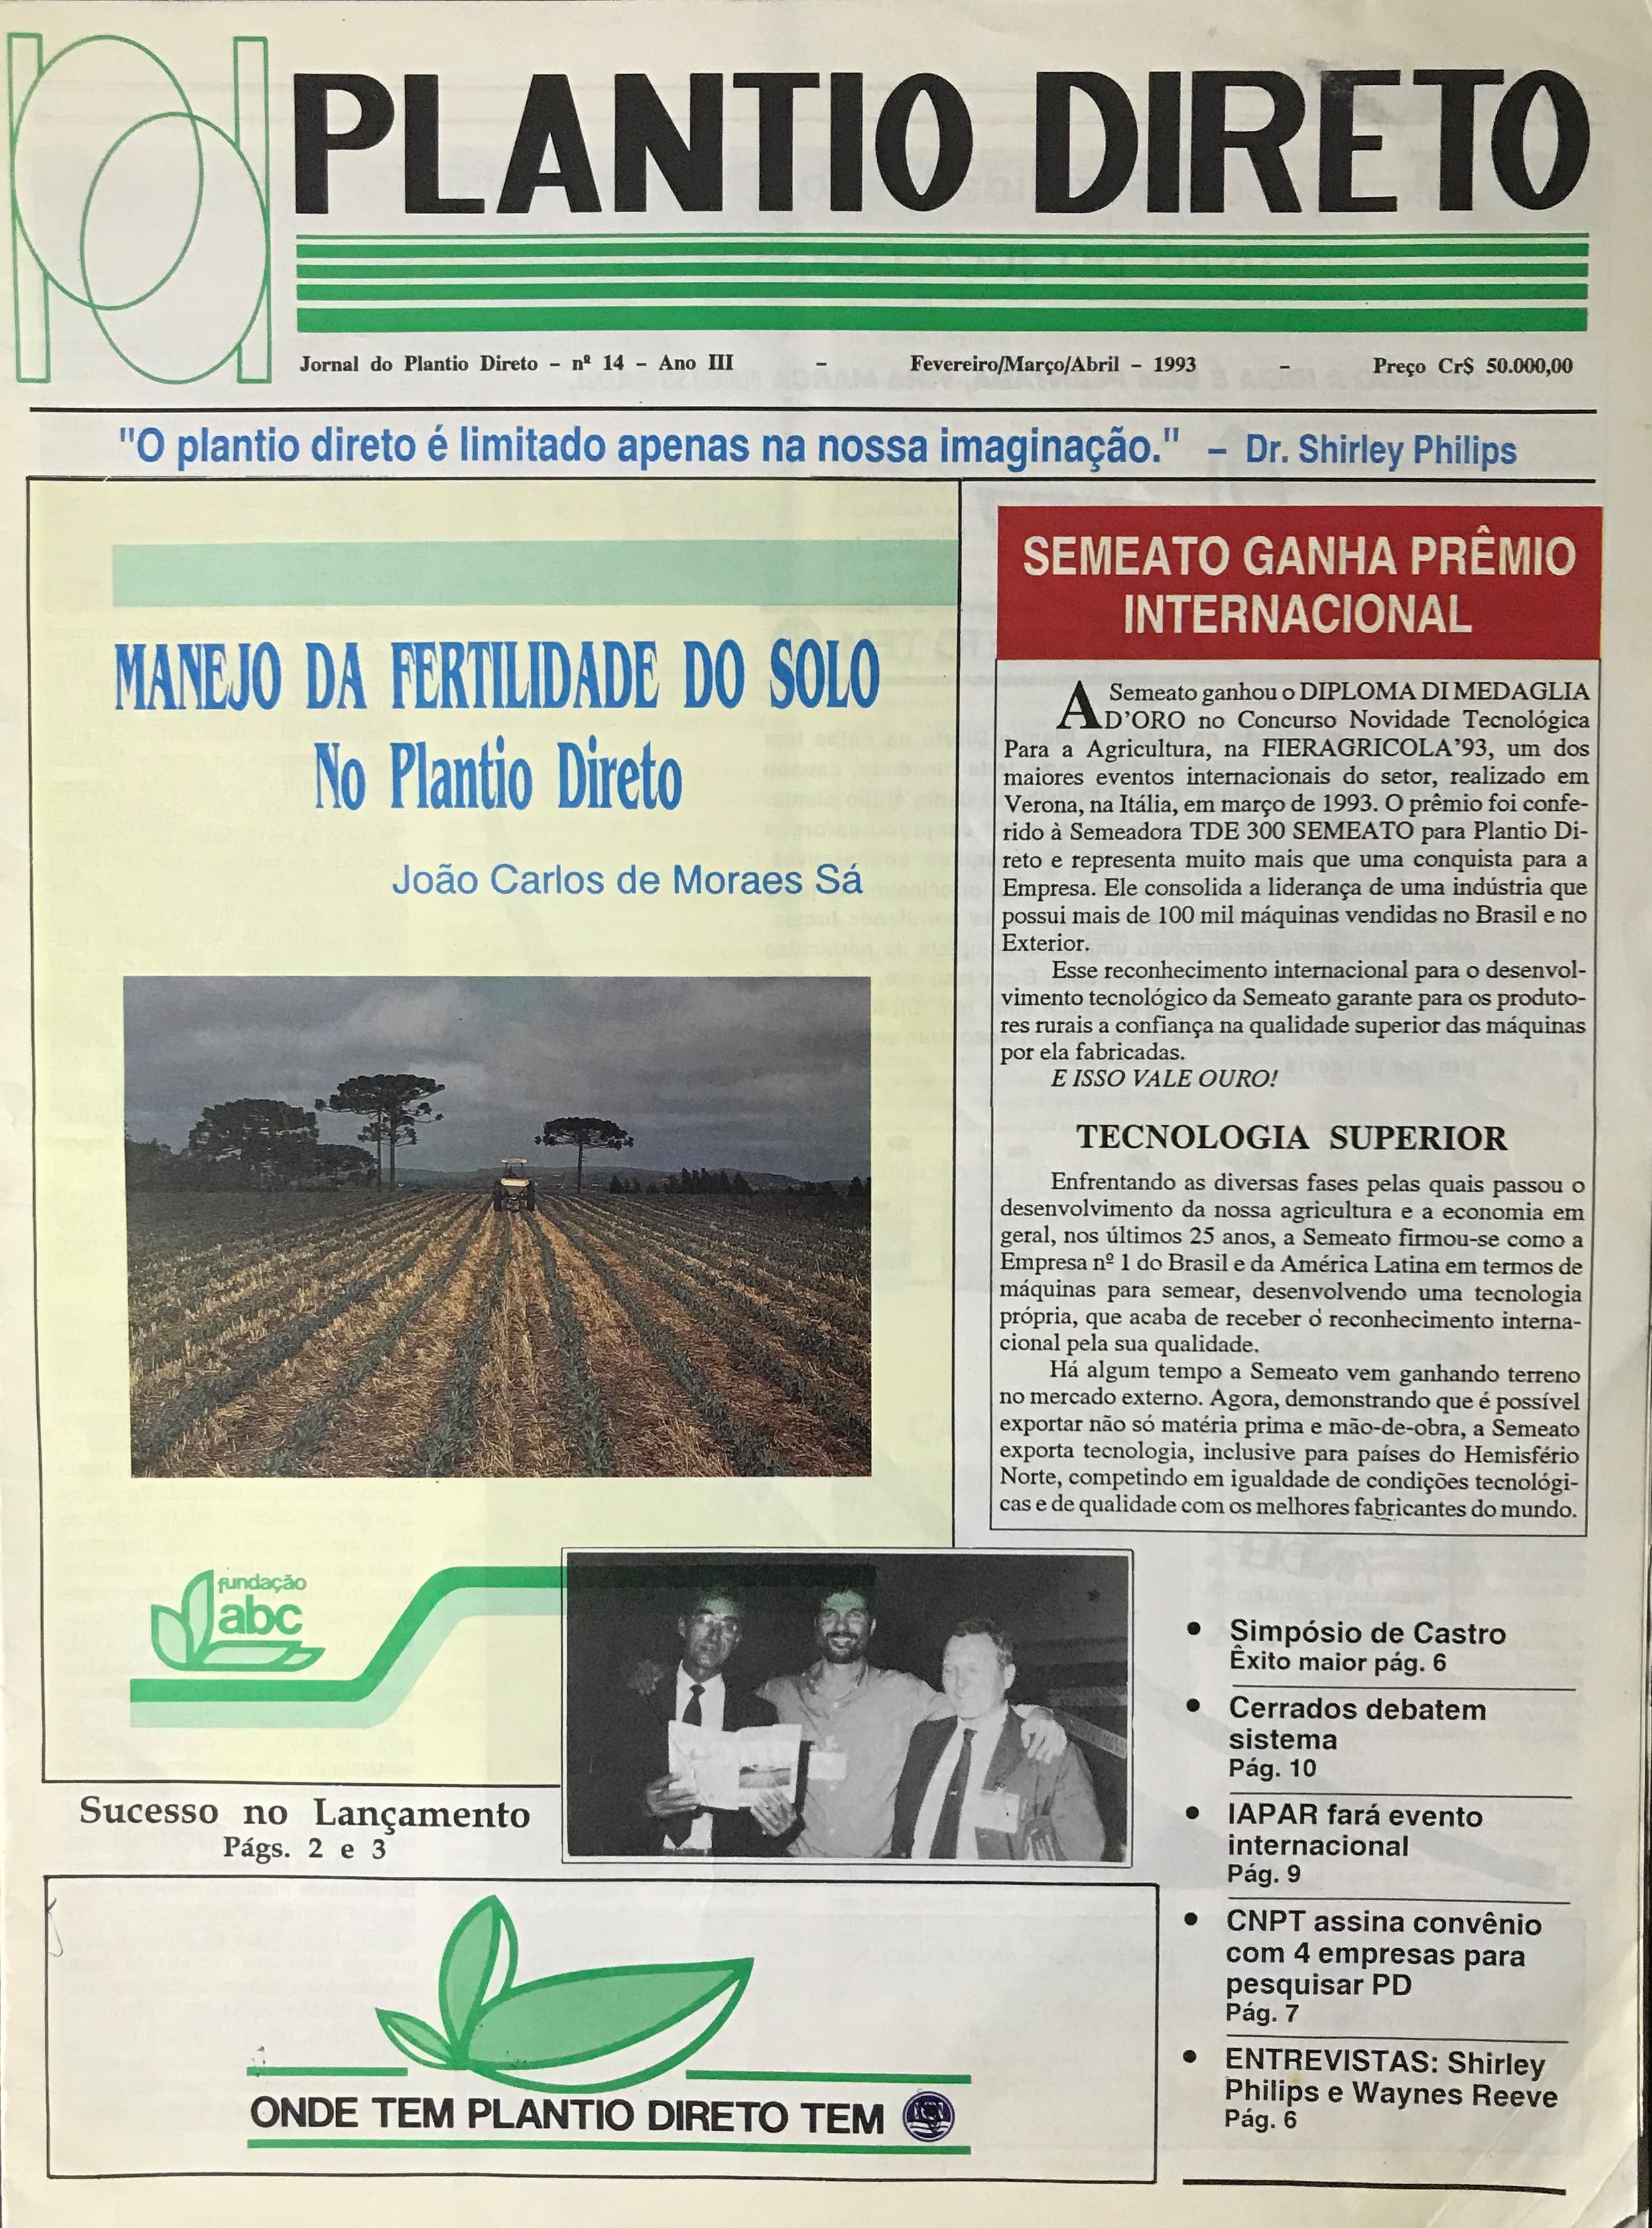 PLANTIO DIRETO
Jornal do Plantio Direto – nº 14 – Ano III – Fevereiro/Março/Abril – 1993 – Preço Cr$ 50.000,00
"O plantio direto é limitado apenas na nossa imaginação." – Dr. Shirley Philips
MANEJO DA FERTILIDADE DO SOLO
No Plantio Direto
João Carlos de Moraes Sá
fundação
abc
Sucesso no Lançamento
Págs. 2 e 3
SEMEATO GANHA PRÊMIO
INTERNACIONAL
A Semeato ganhou o DIPLOMA DI MEDAGLIA
D'ORO no Concurso Novidade Tecnológica
Para a Agricultura, na FIERAGRICOLA'93, um dos
maiores eventos internacionais do setor, realizado em
Verona, na Itália, em março de 1993. O prêmio foi confe-
rido à Semeadora TDE 300 SEMEATO para Plantio Di-
reto e representa muito mais que uma conquista para a
Empresa. Ele consolida a liderança de uma indústria que
possui mais de 100 mil máquinas vendidas no Brasil e no
Exterior.
Esse reconhecimento internacional para o desenvol-
vimento tecnológico da Semeato garante para os produto-
res rurais a confiança na qualidade superior das máquinas
por ela fabricadas.
E ISSO VALE OURO!
TECNOLOGIA SUPERIOR
Enfrentando as diversas fases pelas quais passou o
desenvolvimento da nossa agricultura e a economia em
geral, nos últimos 25 anos, a Semeato firmou-se como a
Empresa nº 1 do Brasil e da América Latina em termos de
máquinas para semear, desenvolvendo uma tecnologia
própria, que acaba de receber o reconhecimento interna-
cional pela sua qualidade.
Há algum tempo a Semeato vem ganhando terreno
no mercado externo. Agora, demonstrando que é possível
exportar não só matéria prima e mão-de-obra, a Semeato
exporta tecnologia, inclusive para países do Hemisfério
Norte, competindo em igualdade de condições tecnológi-
cas e de qualidade com os melhores fabricantes do mundo.
• Simpósio de Castro
Êxito maior pág. 6
• Cerrados debatem
sistema
Pág. 10
• IAPAR fará evento
internacional
Pág. 9
• CNPT assina convênio
com 4 empresas para
pesquisar PD
Pág. 7
• ENTREVISTAS: Shirley
Philips e Waynes Reeve
Pág. 6
ONDE TEM PLANTIO DIRETO TEM